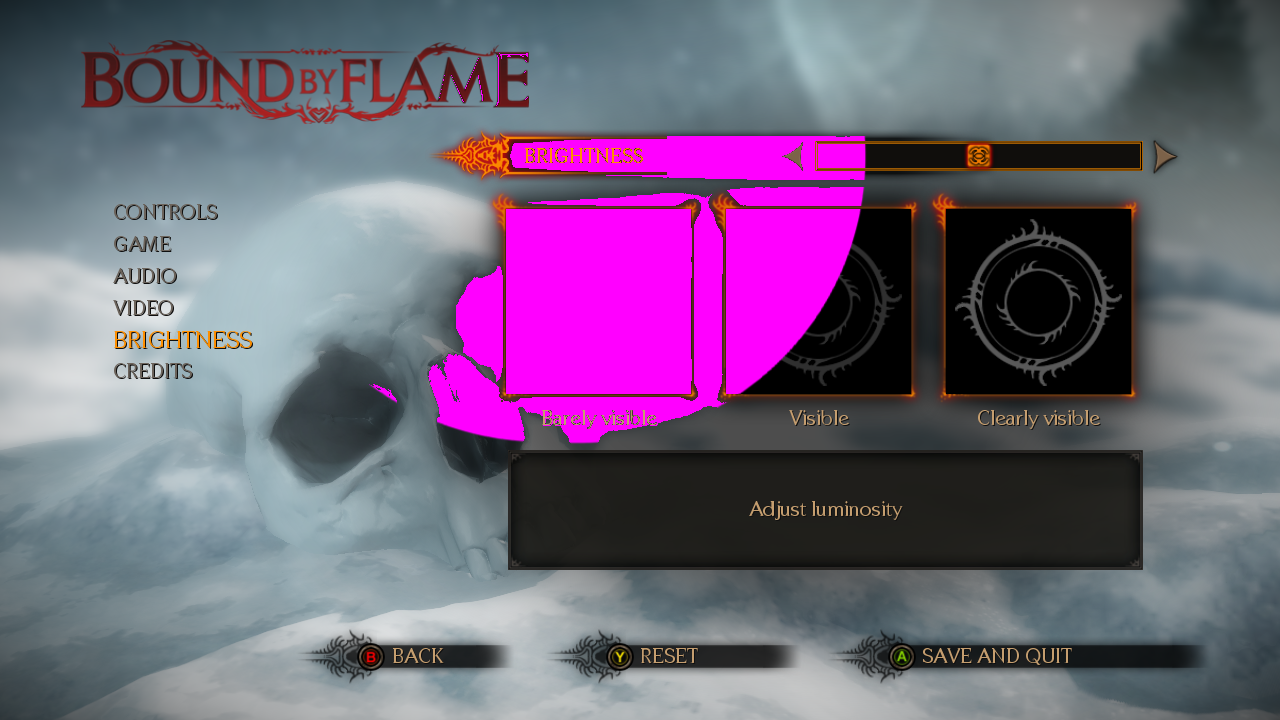 BOUND BY FLAME
BRIGHTNESS
CONTROLS
GAME
AUDIO
VIDEO
BRIGHTNESS
CREDITS
Barely visible
Visible
Clearly visible
Adjust luminosity
B BACK
Y RESET
A SAVE AND QUIT